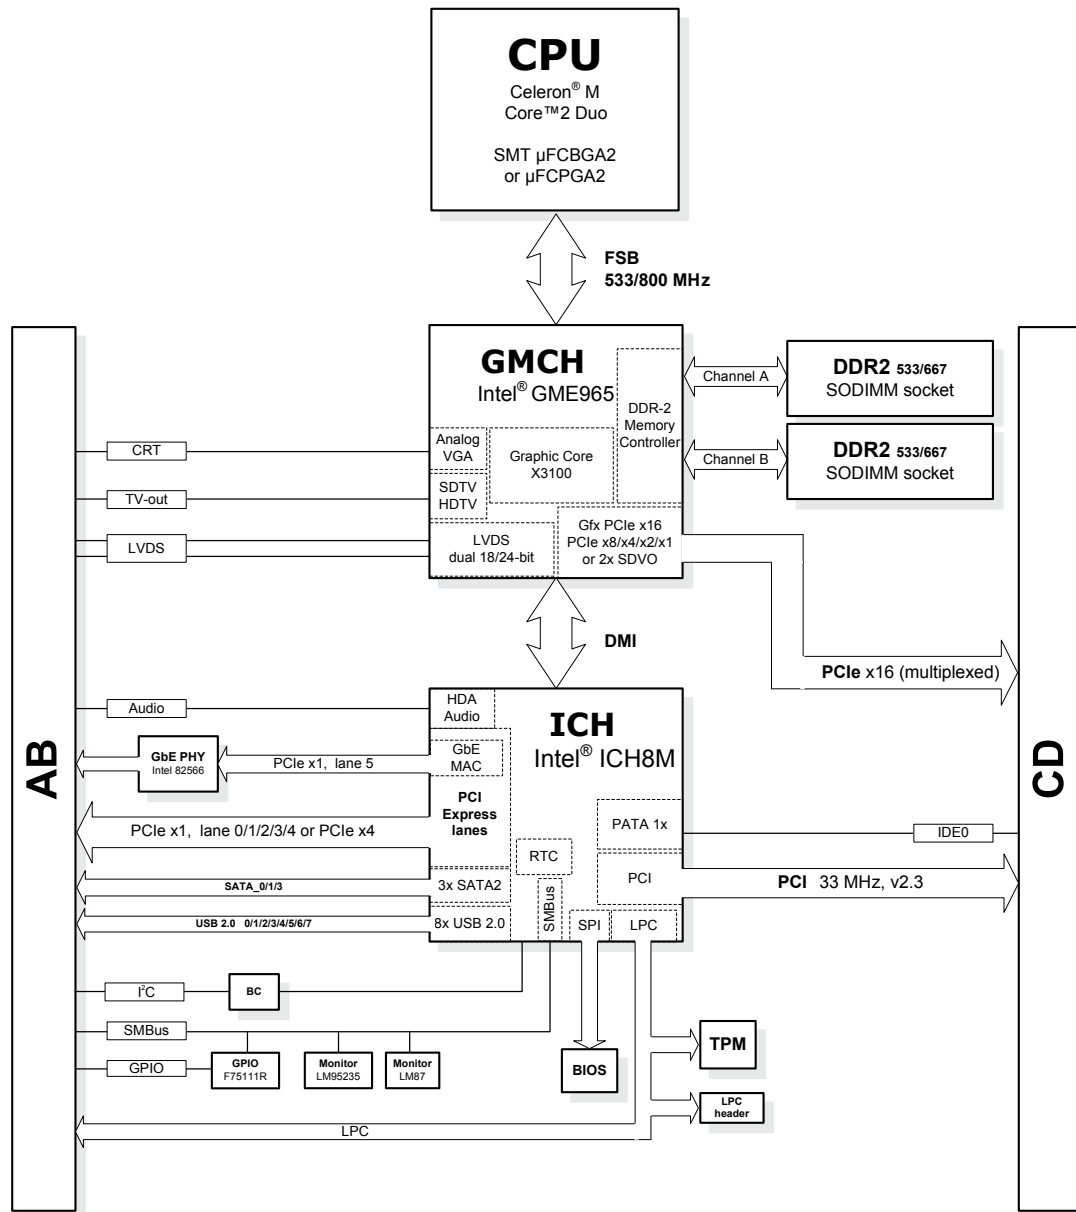 CPU
Celeron® M
Core™2 Duo
SMT µFCBGA2
or µFCPGA2
FSB
533/800 MHz
GMCH
Intel® GME965
DDR-2
Memory
Controller
Analog
VGA
Graphic Core
X3100
SDTV
HDTV
LVDS
dual 18/24-bit
Gfx PCIe x16
PCIe x8/x4/x2/x1
or 2x SDVO
Channel A
DDR2 533/667
SODIMM socket
Channel B
DDR2 533/667
SODIMM socket
CRT
TV-out
LVDS
DMI
PCIe x16 (multiplexed)
AB
CD
Audio
HDA
Audio
ICH
Intel® ICH8M
GbE PHY
Intel 82566
PCIe x1, lane 5
GbE
MAC
PCI
Express
lanes
PCIe x1, lane 0/1/2/3/4 or PCIe x4
PATA 1x
IDE0
RTC
PCI
PCI 33 MHz, v2.3
SATA_0/1/3
3x SATA2
USB 2.0 0/1/2/3/4/5/6/7
8x USB 2.0
SMBus
SPI
LPC
I²C
BC
SMBus
GPIO
GPIO
F75111R
Monitor
LM95235
Monitor
LM87
BIOS
TPM
LPC
header
LPC